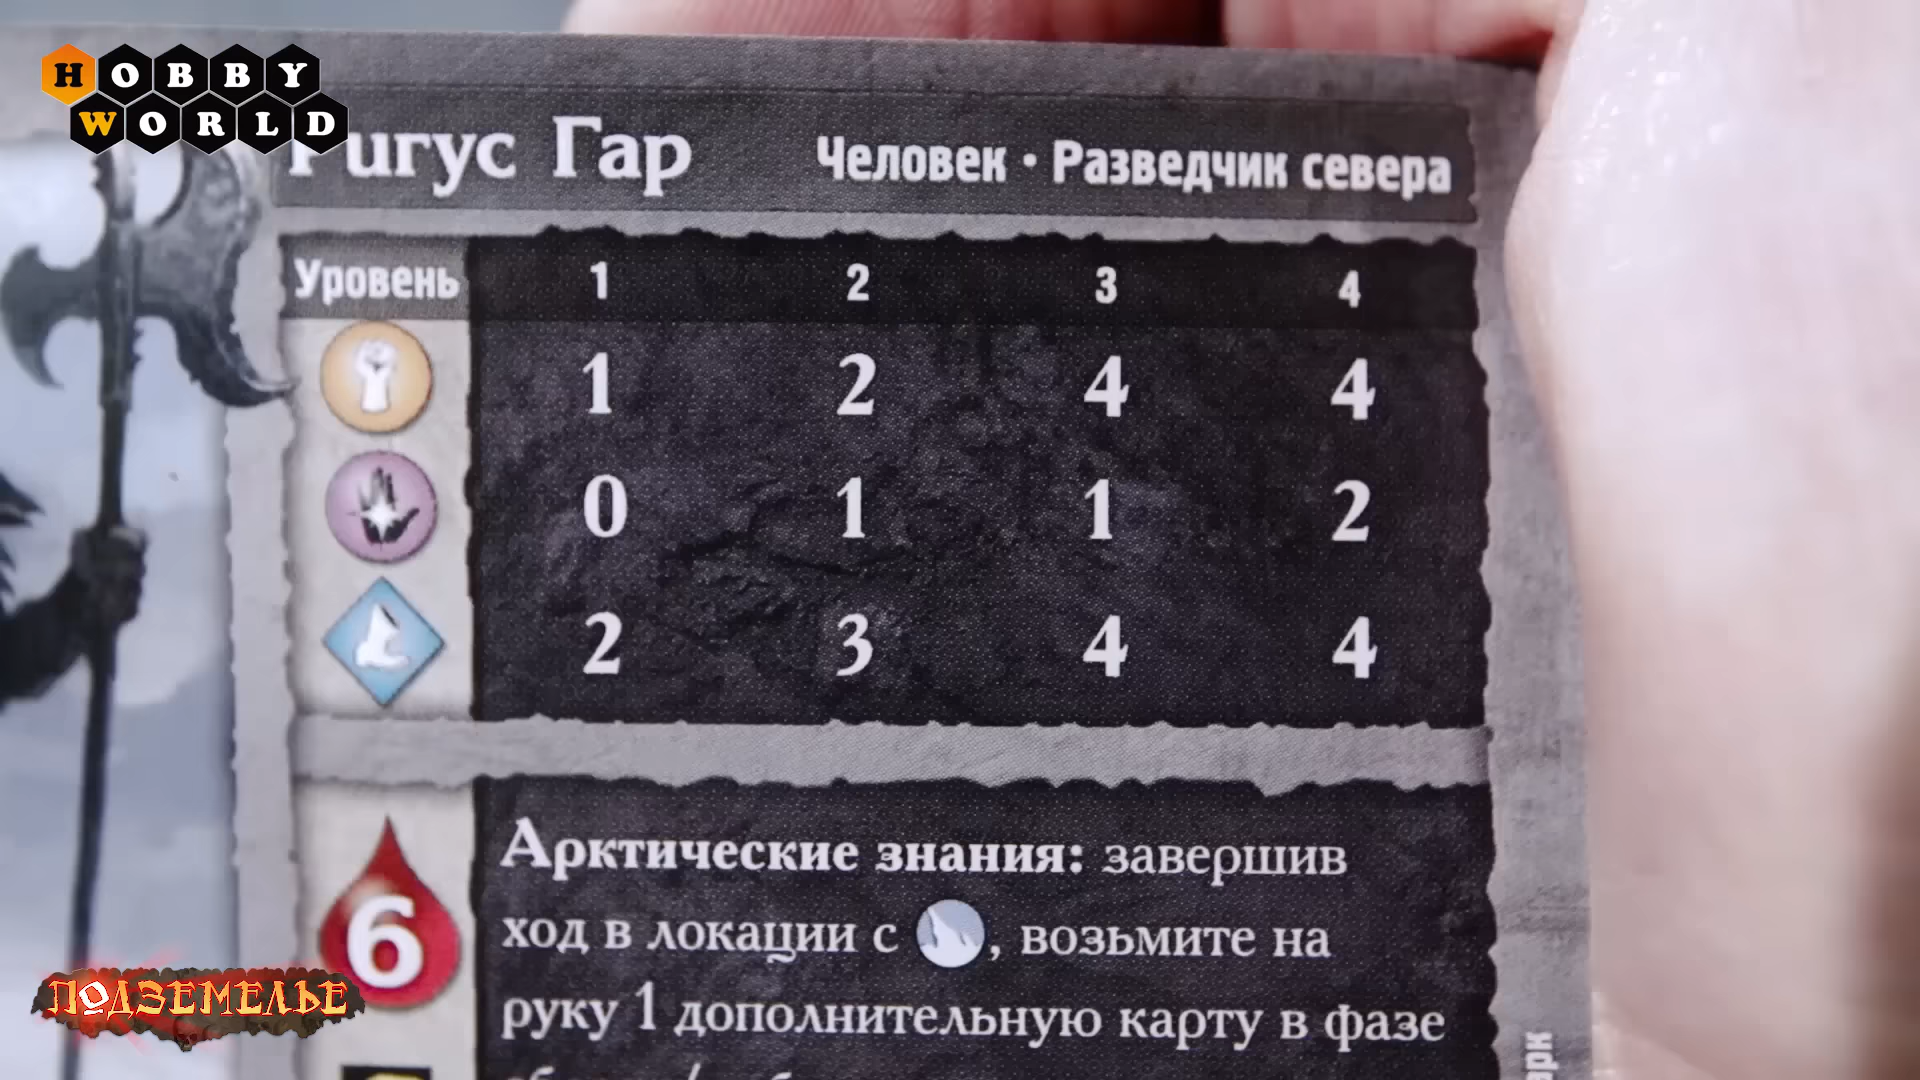 HOBBY
WORLD
Ригус Гар Человек • Разведчик севера
Уровень 1 2 3 4
1 2 4 4
0 1 1 2
2 3 4 4
6
Арктические знания: завершив
ход в локации с , возьмите на
руку 1 дополнительную карту в фазе
ПОДЗЕМЕЛЬЕ